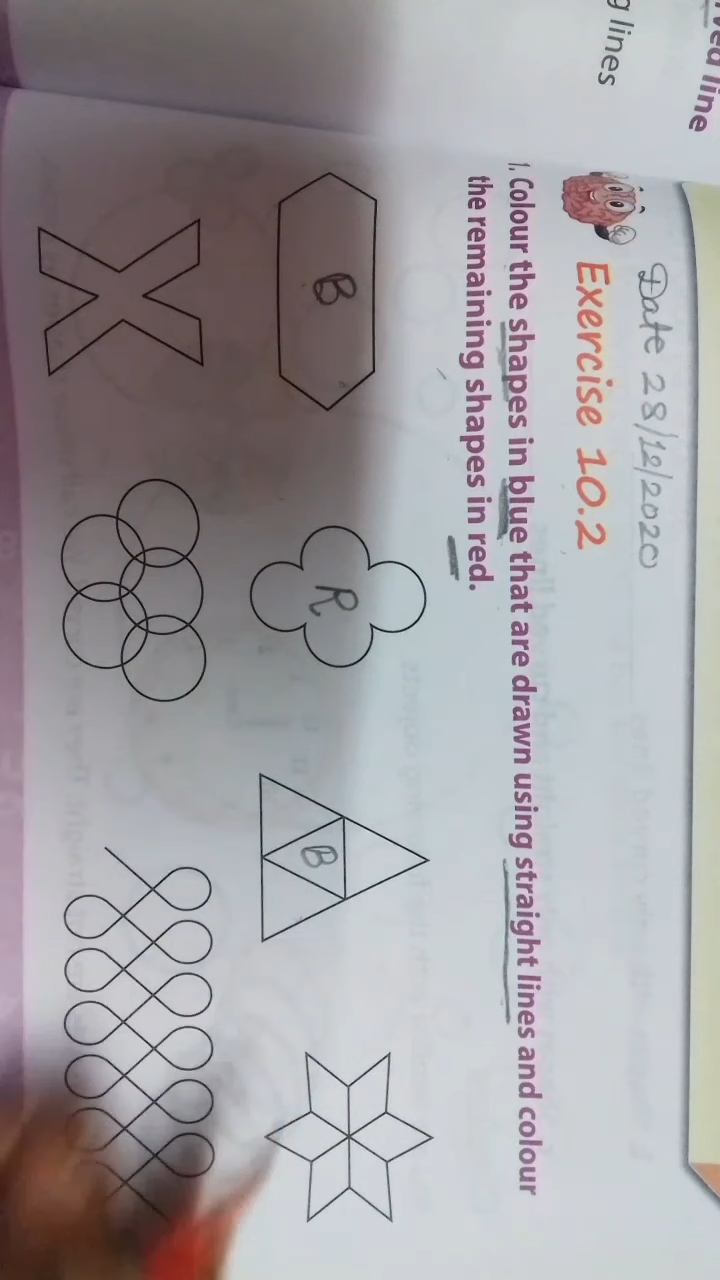 ved line
g lines
Date 28/12/2020
Exercise 10.2
1. Colour the shapes in blue that are drawn using straight lines and colour
the remaining shapes in red.
B
R
B